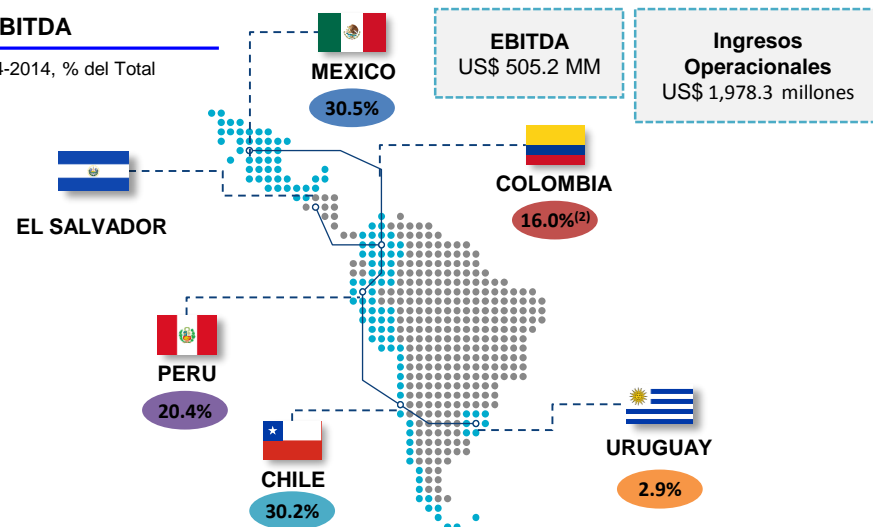 EBITDA
4-2014, % del Total
MEXICO
30.5%
EBITDA
US$ 505.2 MM
Ingresos
Operacionales
US$ 1,978.3 millones
COLOMBIA
16.0%(2)
EL SALVADOR
PERU
20.4%
CHILE
30.2%
URUGUAY
2.9%